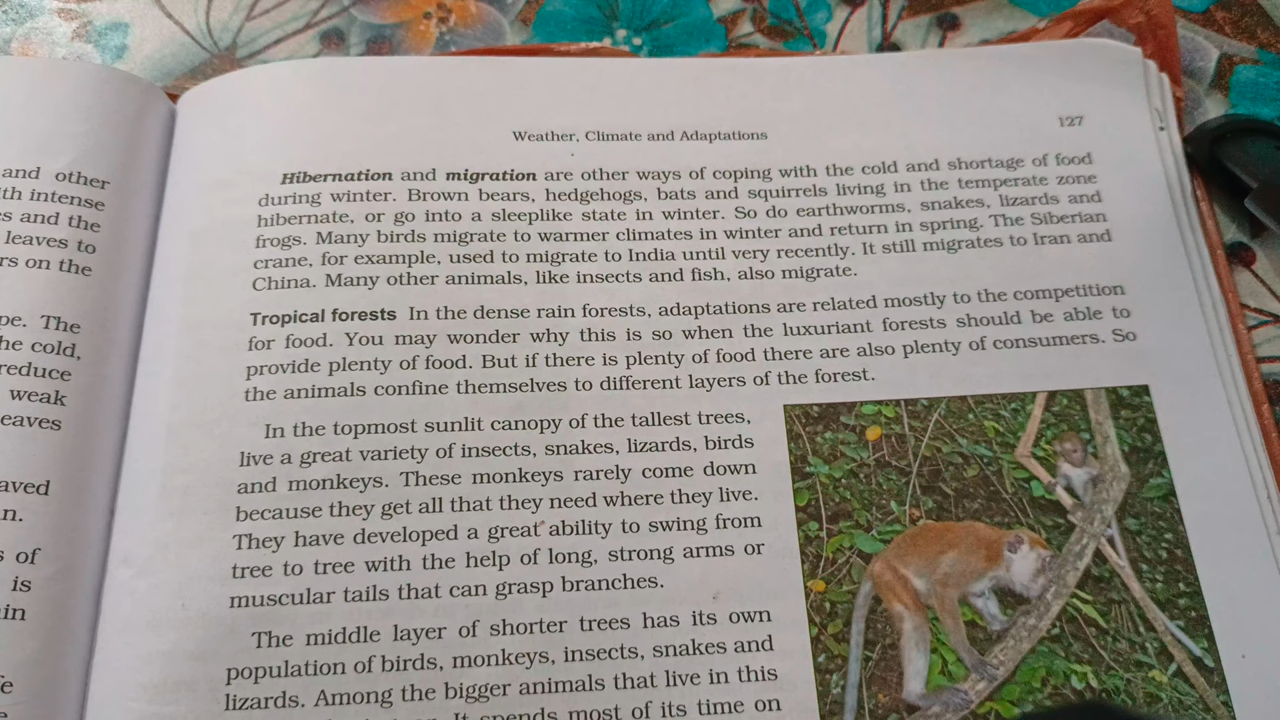 and other
th intense
s and the
leaves to
rs on the
pe. The
he cold,
reduce
weak
eaves
aved
n.
s of
is
in
127
Weather, Climate and Adaptations
Hibernation and migration are other ways of coping with the cold and shortage of food
during winter. Brown bears, hedgehogs, bats and squirrels living in the temperate zone
hibernate, or go into a sleeplike state in winter. So do earthworms, snakes, lizards and
frogs. Many birds migrate to warmer climates in winter and return in spring. The Siberian
crane, for example, used to migrate to India until very recently. It still migrates to Iran and
China. Many other animals, like insects and fish, also migrate.
Tropical forests In the dense rain forests, adaptations are related mostly to the competition
for food. You may wonder why this is so when the luxuriant forests should be able to
provide plenty of food. But if there is plenty of food there are also plenty of consumers. So
the animals confine themselves to different layers of the forest.
In the topmost sunlit canopy of the tallest trees,
live a great variety of insects, snakes, lizards, birds
and monkeys. These monkeys rarely come down
because they get all that they need where they live.
They have developed a great ability to swing from
tree to tree with the help of long, strong arms or
muscular tails that can grasp branches.
The middle layer of shorter trees has its own
population of birds, monkeys, insects, snakes and
lizards. Among the bigger animals that live in this
It spends most of its time on